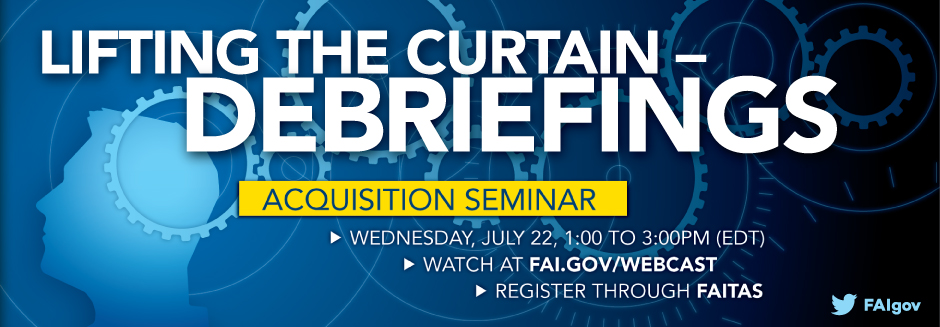 LIFTING THE CURTAIN –
DEBRIEFINGS
ACQUISITION SEMINAR
WEDNESDAY, JULY 22, 1:00 TO 3:00PM (EDT)
WATCH AT FAI.GOV/WEBCAST
REGISTER THROUGH FAITAS
FAIgov